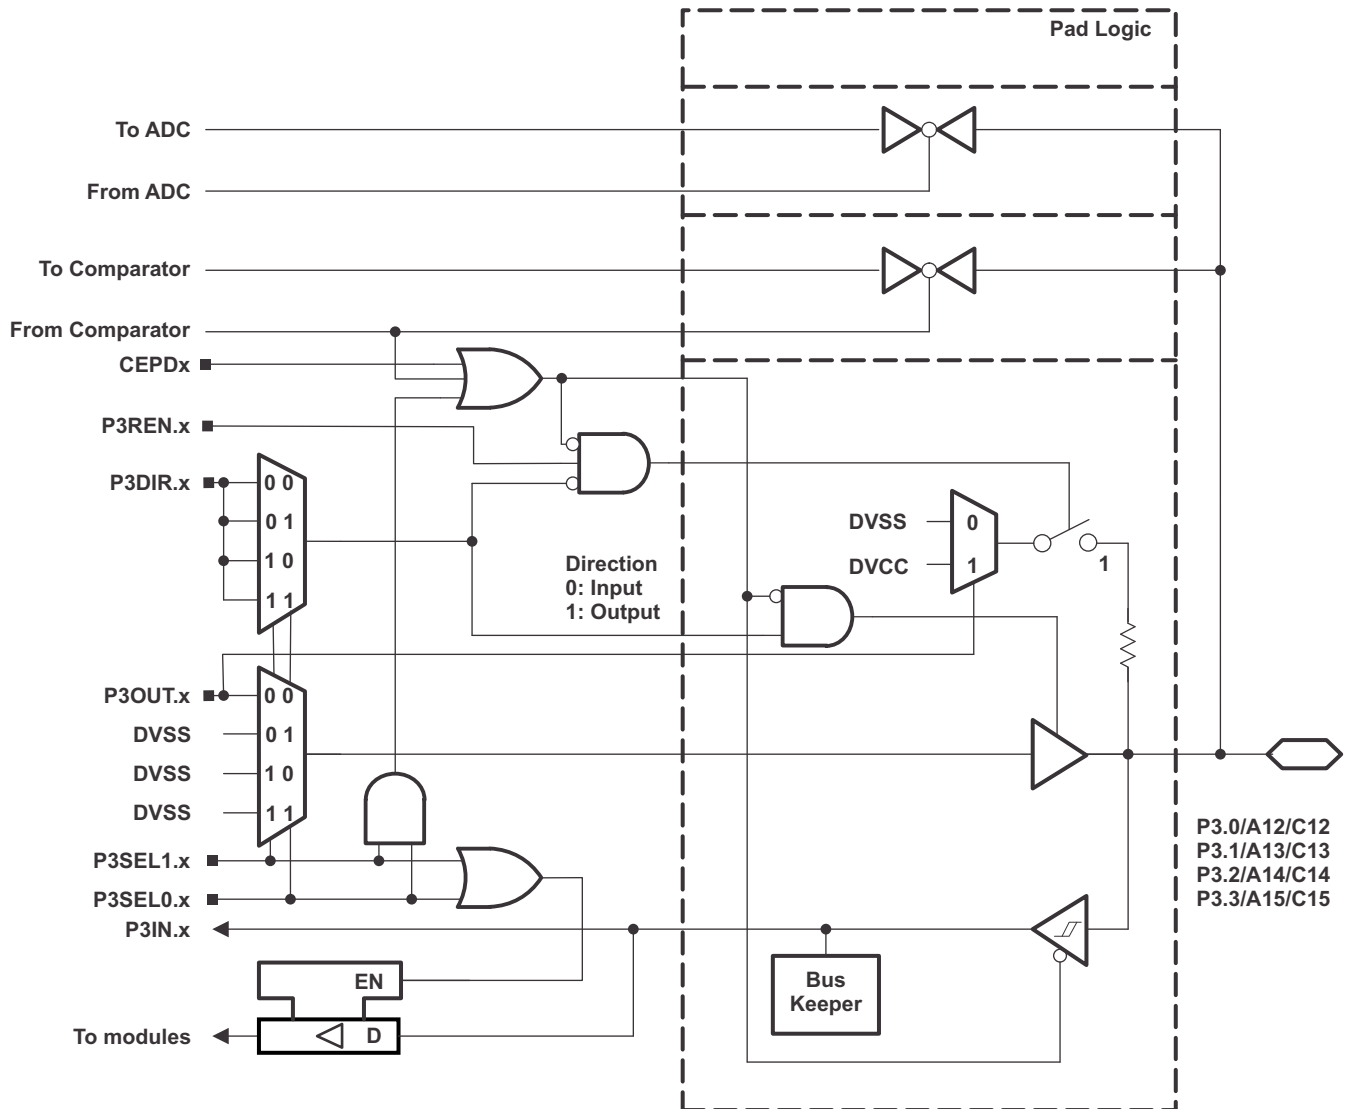 Pad Logic
To ADC
From ADC
To Comparator
From Comparator
CEPDx
P3REN.x
P3DIR.x
0 0
0 1
1 0
1 1
Direction
0: Input
1: Output
DVSS
0
DVCC
1
1
P3OUT.x
0 0
DVSS
0 1
DVSS
1 0
DVSS
1 1
P3SEL1.x
P3SEL0.x
P3IN.x
P3.0/A12/C12
P3.1/A13/C13
P3.2/A14/C14
P3.3/A15/C15
EN
Bus
Keeper
To modules
D